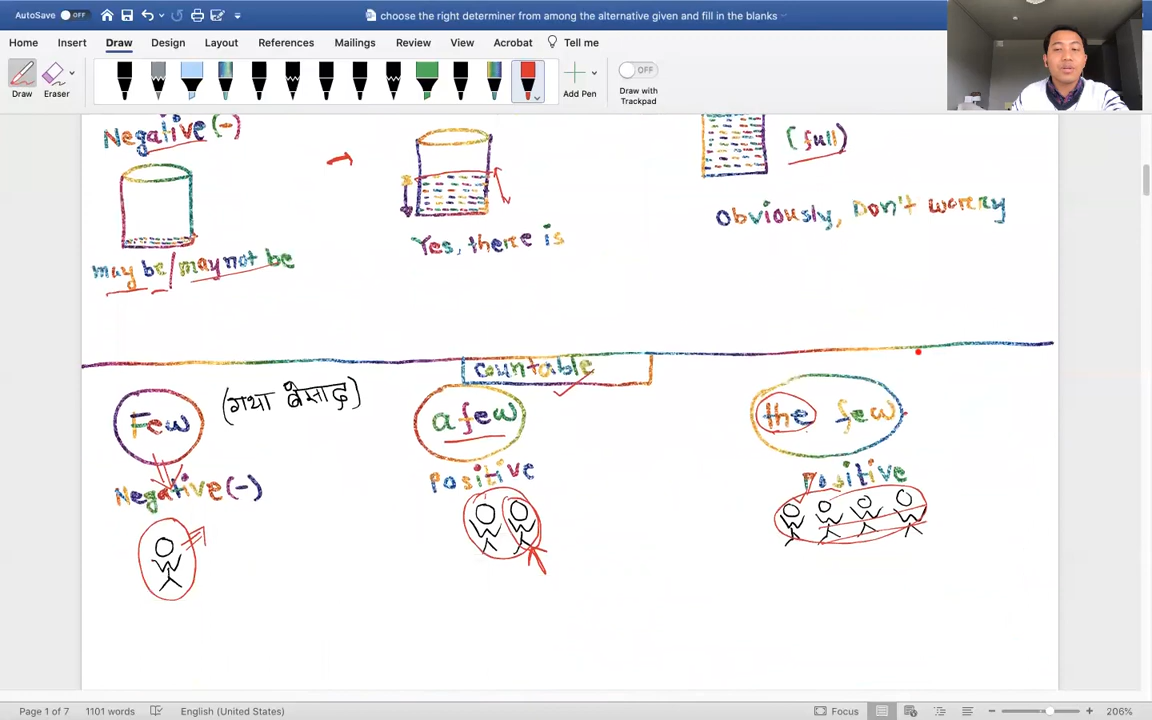 AutoSave OFF
choose the right determiner from among the alternative given and fill in the blanks
Home Insert Draw Design Layout References Mailings Review View Acrobat Tell me
Draw Eraser Add Pen OFF Draw with Trackpad
Negative (-)
(full)
Obviously, Don't worry
Yes, there is
may be/may not be
countable
Few a few the few
Negative (-) Positive Positive
Page 1 of 7 1101 words English (United States) Focus 206%